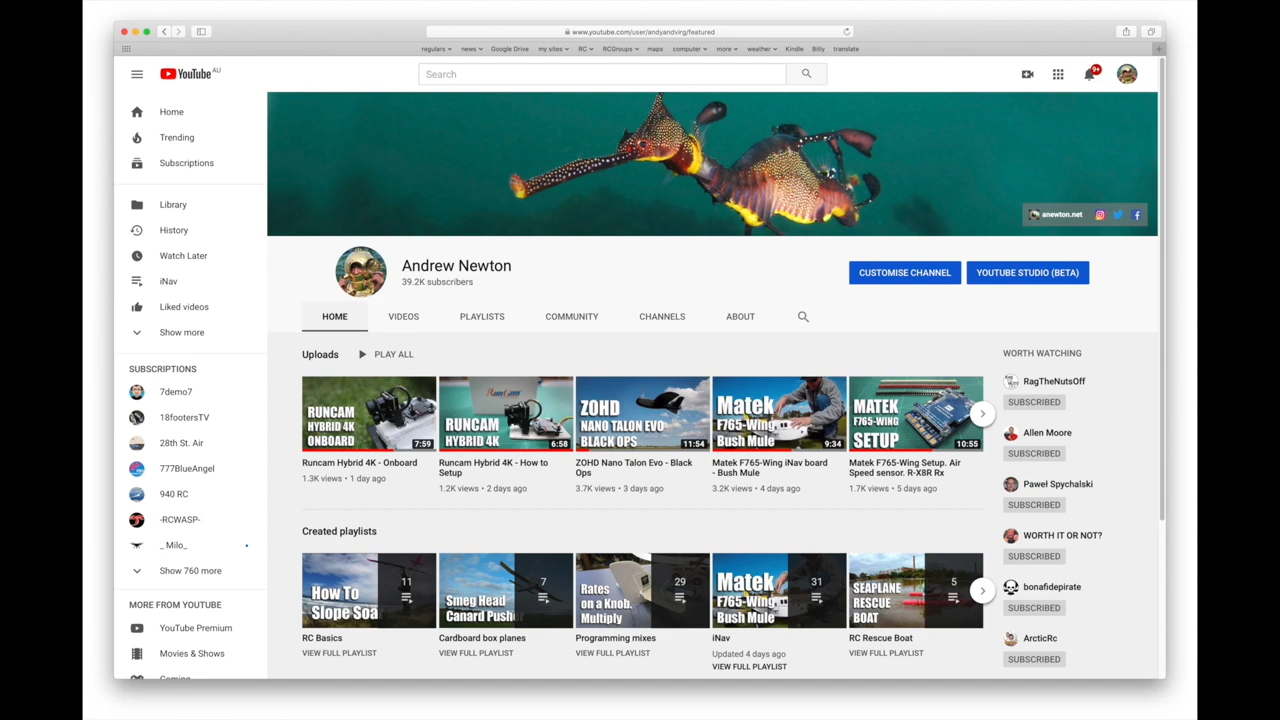 www.youtube.com/user/andyandvirg/featured
regulars news Google Drive my sites RC RCGroups maps computer more weather Kindle Bitly translate
YouTube AU
Search
9+
Home
Trending
Subscriptions
Library
History
Watch Later
iNav
Liked videos
Show more
SUBSCRIPTIONS
7demo7
18footersTV
28th St. Air
777BlueAngel
940 RC
-RCWASP-
_ Milo_
Show 760 more
MORE FROM YOUTUBE
YouTube Premium
Movies & Shows
Gaming
anewton.net
Andrew Newton
39.2K subscribers
CUSTOMISE CHANNEL
YOUTUBE STUDIO (BETA)
HOME VIDEOS PLAYLISTS COMMUNITY CHANNELS ABOUT
Uploads PLAY ALL
RUNCAM
HYBRID 4K
ONBOARD
7:59
Runcam Hybrid 4K - Onboard
1.3K views • 1 day ago
RunCam
RUNCAM
HYBRID 4K
6:58
Runcam Hybrid 4K - How to
Setup
1.2K views • 2 days ago
ZOHD
NANO TALON EVO
BLACK OPS
11:54
ZOHD Nano Talon Evo - Black
Ops
3.7K views • 3 days ago
Matek
F765-Wing
Bush Mule
9:34
Matek F765-Wing iNav board
- Bush Mule
3.2K views • 4 days ago
MATEK
F765-WING
SETUP
10:55
Matek F765-Wing Setup. Air
Speed sensor. R-X8R Rx
1.7K views • 5 days ago
Created playlists
How To
Slope Soa
11
RC Basics
VIEW FULL PLAYLIST
Smeg Head
Canard Pushe
7
Cardboard box planes
VIEW FULL PLAYLIST
Rates
on a Knob.
Multiply
29
Programming mixes
VIEW FULL PLAYLIST
Matek
F765-Wing
Bush Mule
31
iNav
Updated 4 days ago
VIEW FULL PLAYLIST
SEAPLANE
RESCUE
BOAT
5
RC Rescue Boat
VIEW FULL PLAYLIST
WORTH WATCHING
RagTheNutsOff
SUBSCRIBED
Allen Moore
SUBSCRIBED
Paweł Spychalski
SUBSCRIBED
WORTH IT OR NOT?
SUBSCRIBED
bonafidepirate
SUBSCRIBED
ArcticRc
SUBSCRIBED